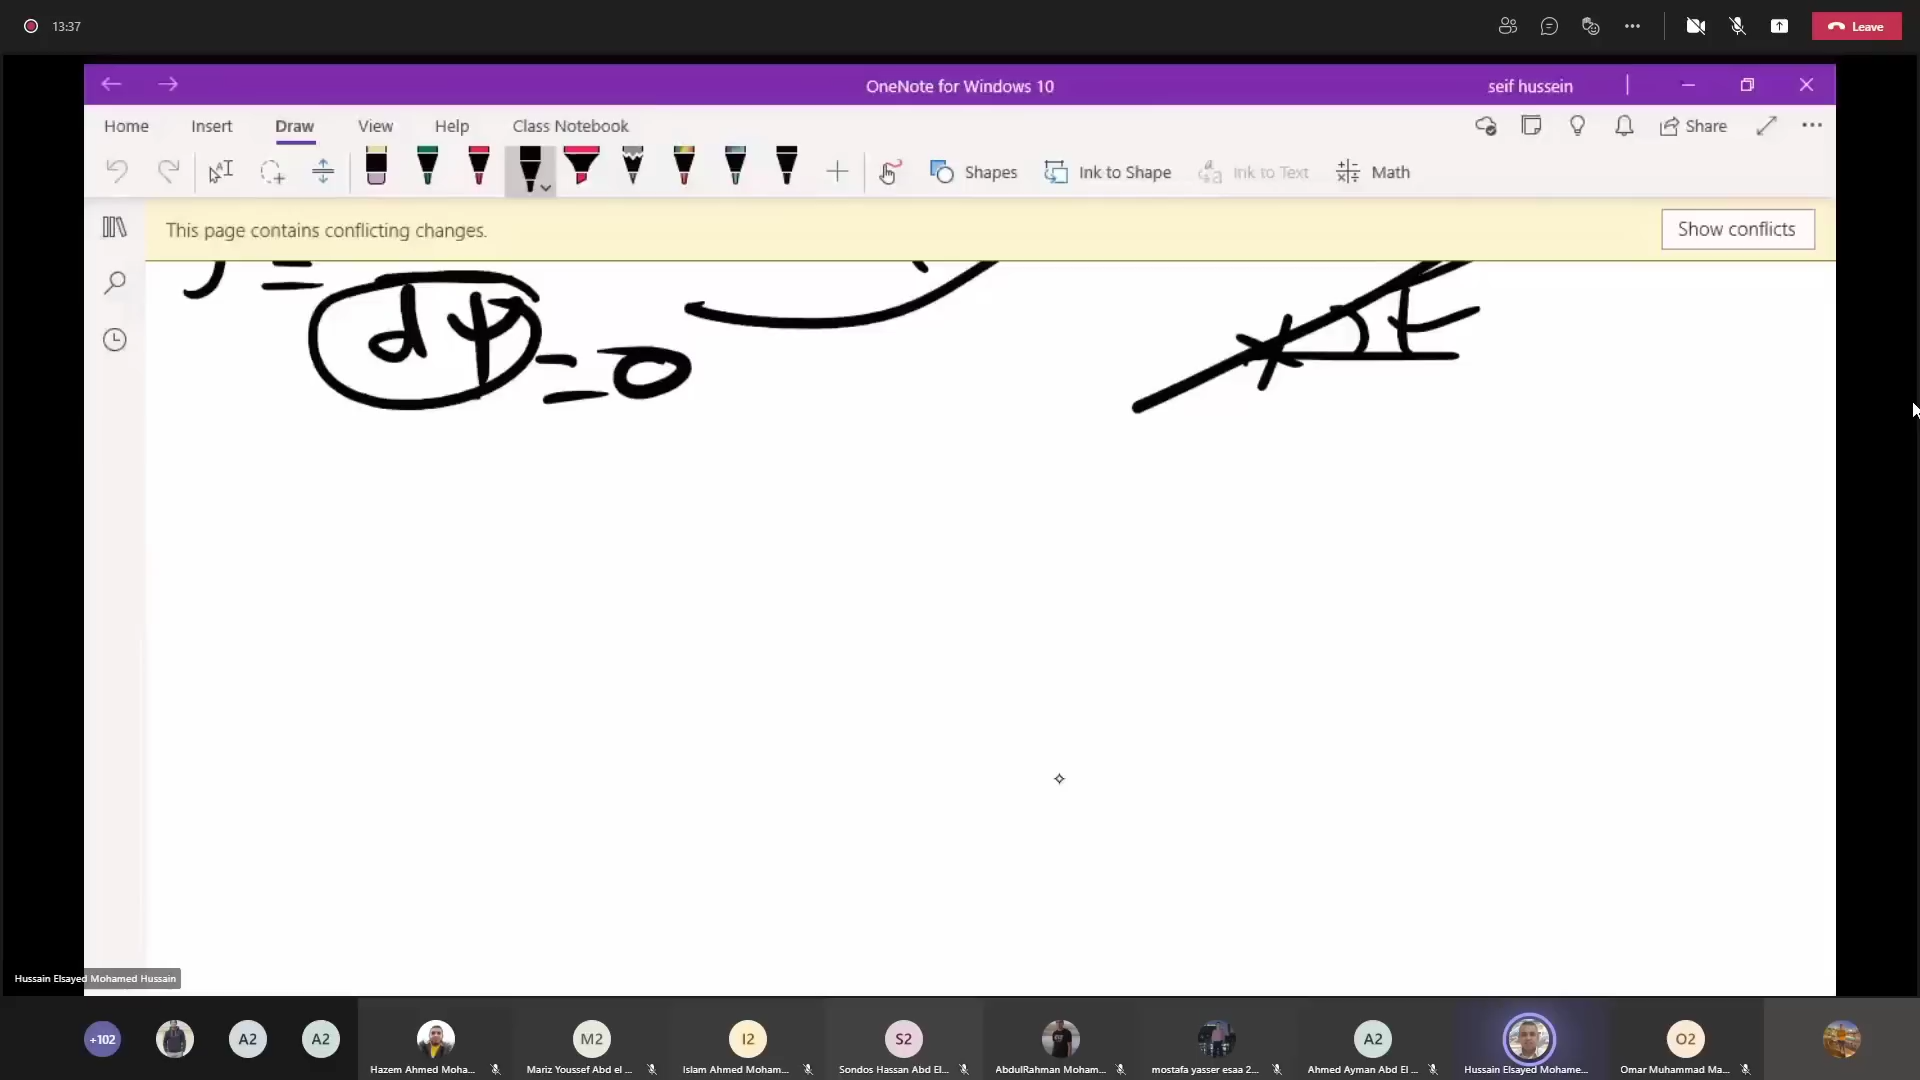 13:37
Leave
OneNote for Windows 10
seif hussein
Home Insert Draw View Help Class Notebook
Share
Shapes Ink to Shape Ink to Text Math
This page contains conflicting changes.
Show conflicts
dψ = 0
Hussain Elsayed Mohamed Hussain
+102 A2 A2 M2 I2 S2 A2 O2
Hazem Ahmed Moha... Mariz Youssef Abd el ... Islam Ahmed Moham... Sondos Hassan Abd El... AbdulRahman Moham... mostafa yasser esaa 2... Ahmed Ayman Abd El ... Hussain Elsayed Mohame... Omar Muhammad Ma...